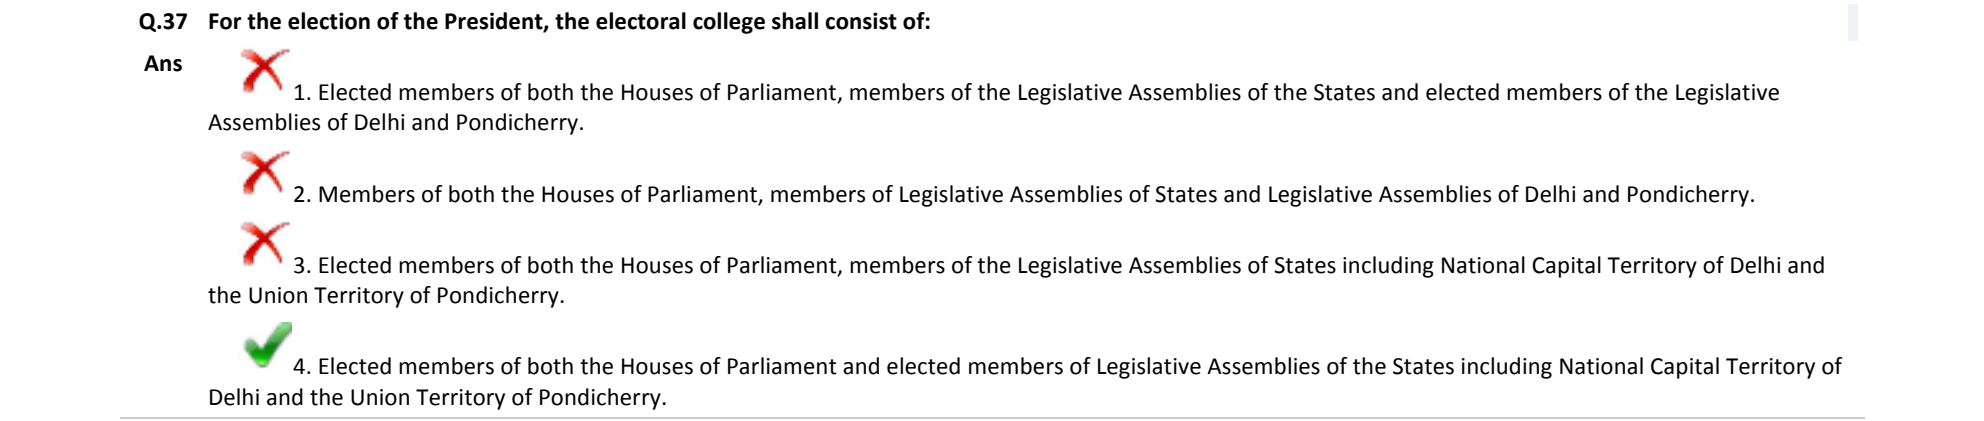 Q.37 For the election of the President, the electoral college shall consist of:
Ans
1. Elected members of both the Houses of Parliament, members of the Legislative Assemblies of the States and elected members of the Legislative
Assemblies of Delhi and Pondicherry.
2. Members of both the Houses of Parliament, members of Legislative Assemblies of States and Legislative Assemblies of Delhi and Pondicherry.
3. Elected members of both the Houses of Parliament, members of the Legislative Assemblies of States including National Capital Territory of Delhi and
the Union Territory of Pondicherry.
4. Elected members of both the Houses of Parliament and elected members of Legislative Assemblies of the States including National Capital Territory of
Delhi and the Union Territory of Pondicherry.